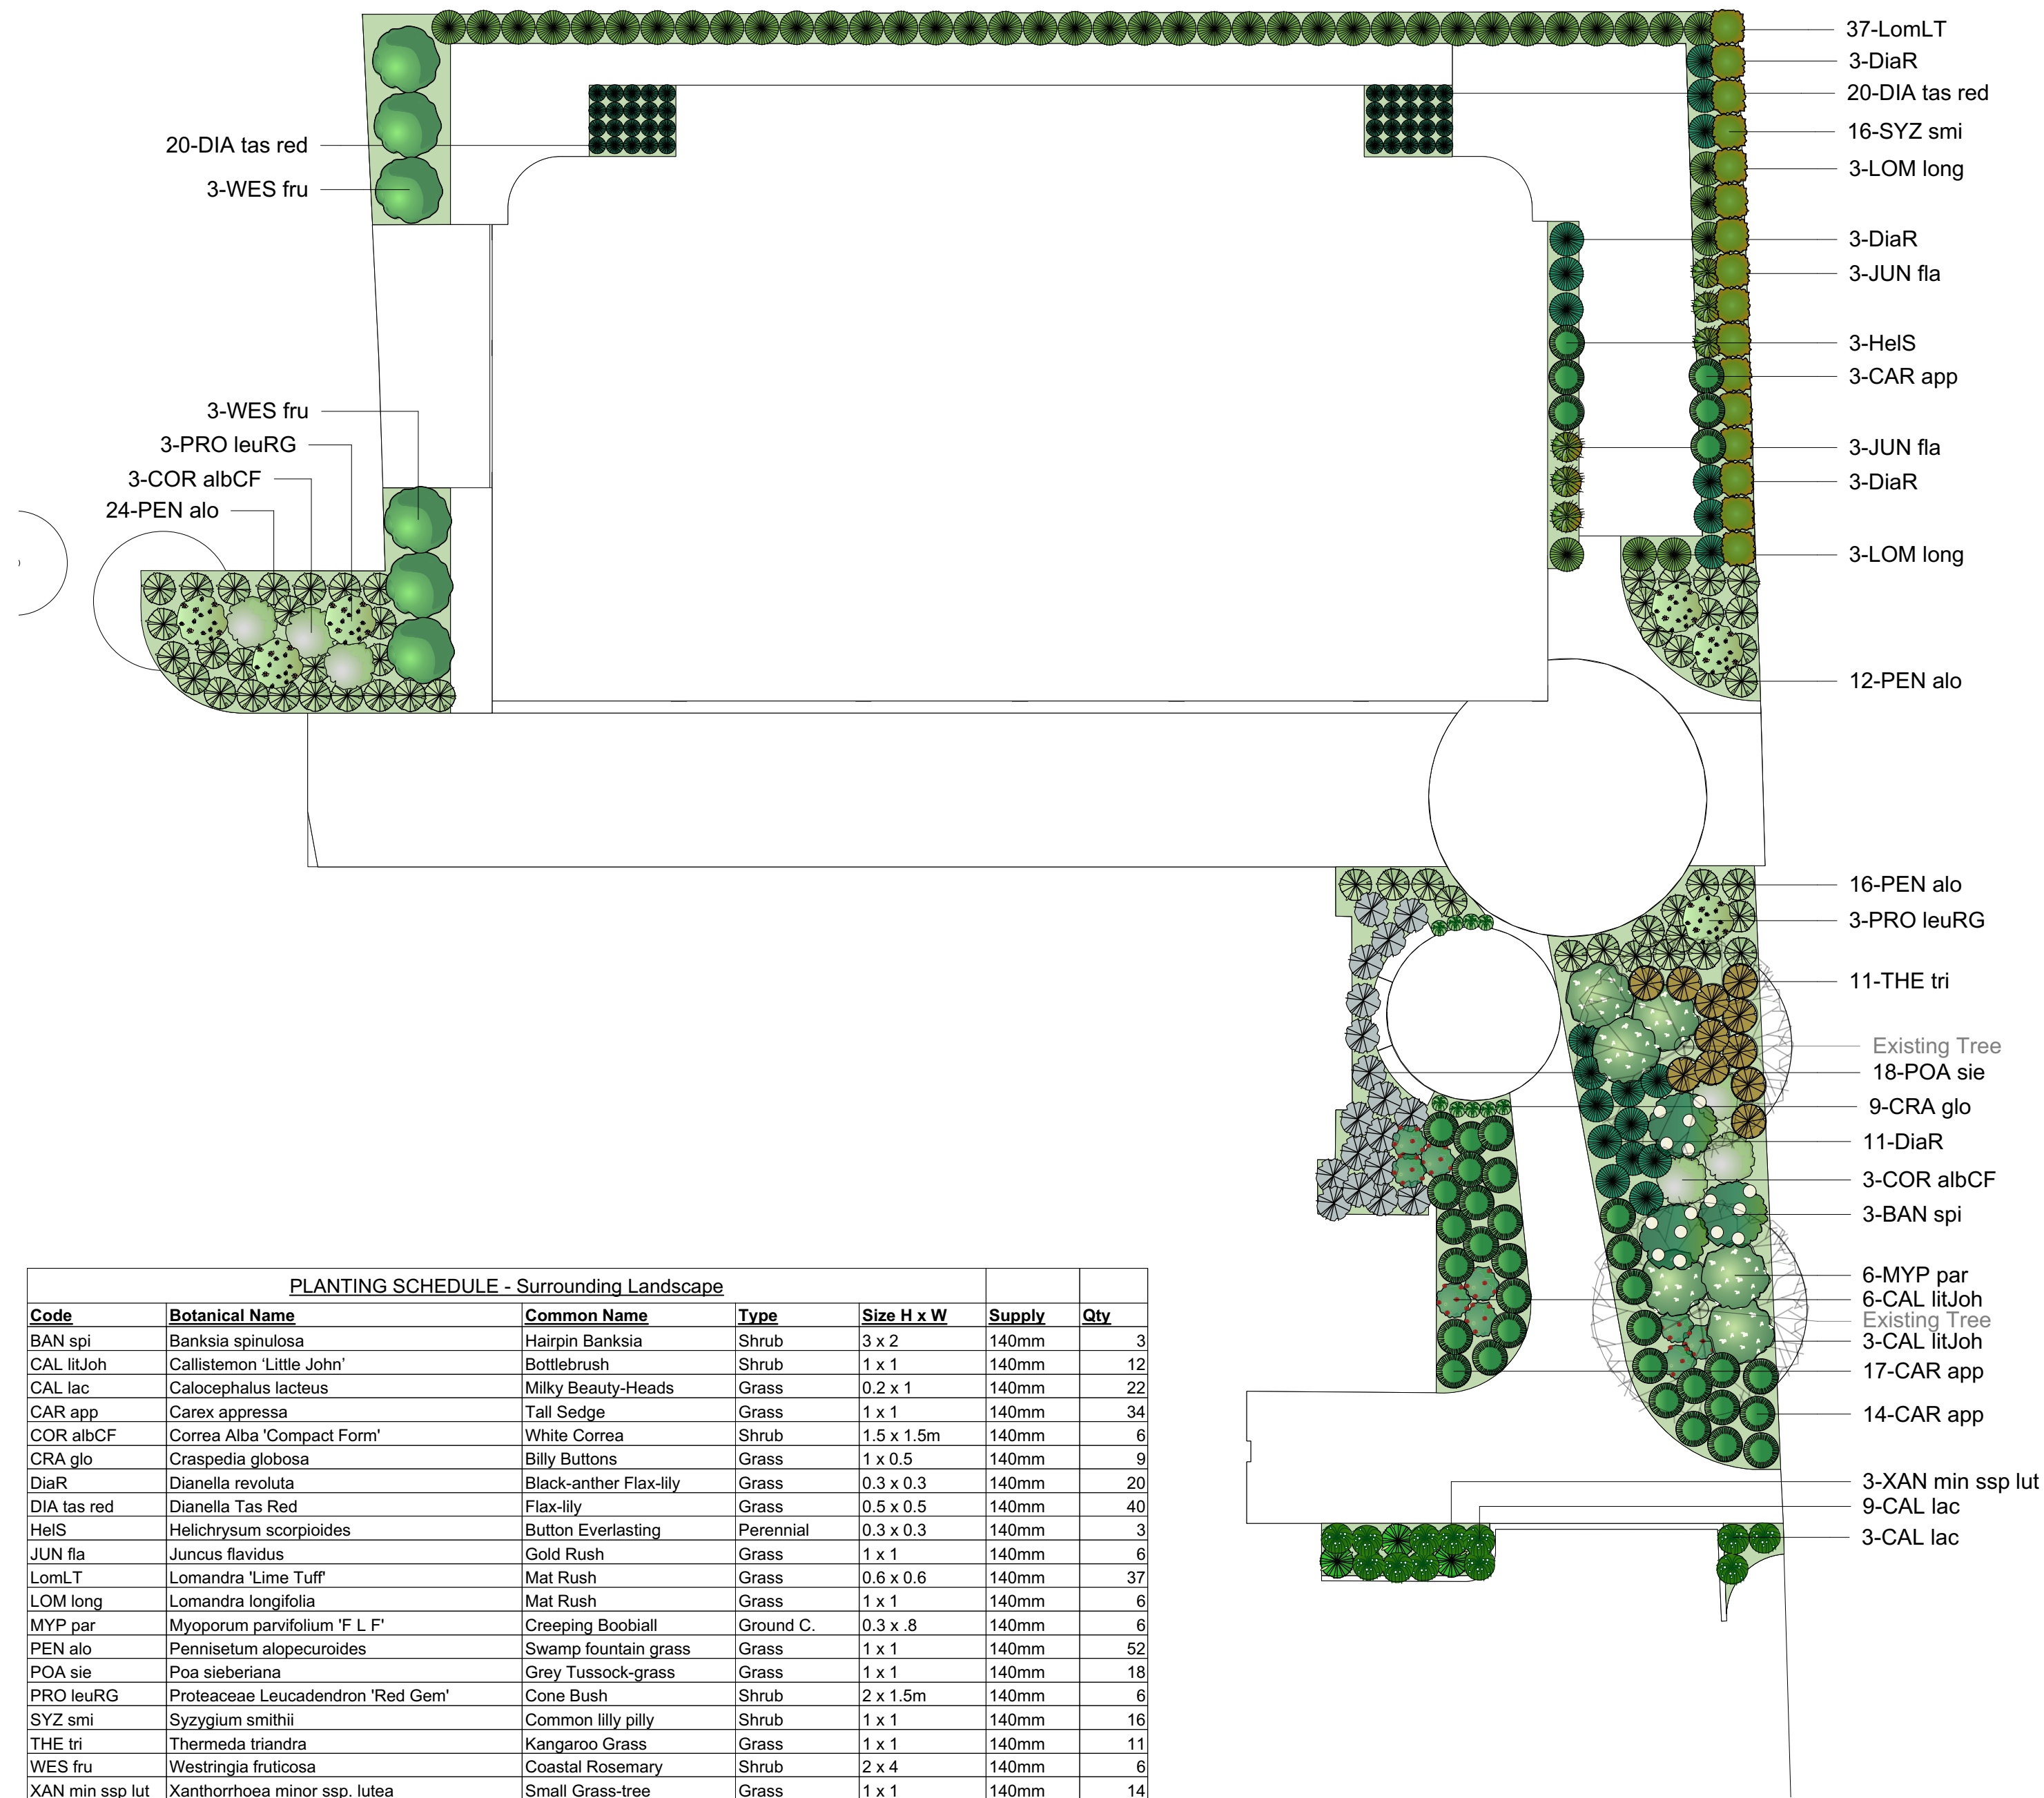 37-LomLT
3-DiaR
20-DIA tas red
16-SYZ smi
3-LOM long
3-DiaR
3-JUN fla
3-HelS
3-CAR app
3-JUN fla
3-DiaR
3-LOM long
12-PEN alo
20-DIA tas red
3-WES fru
3-WES fru
3-PRO leuRG
3-COR albCF
24-PEN alo
16-PEN alo
3-PRO leuRG
11-THE tri
Existing Tree
18-POA sie
9-CRA glo
11-DiaR
3-COR albCF
3-BAN spi
6-MYP par
6-CAL litJoh
Existing Tree
3-CAL litJoh
17-CAR app
14-CAR app
3-XAN min ssp lut
9-CAL lac
3-CAL lac
PLANTING SCHEDULE - Surrounding Landscape
Code Botanical Name Common Name Type Size H x W Supply Qty
BAN spi Banksia spinulosa Hairpin Banksia Shrub 3 x 2 140mm 3
CAL litJoh Callistemon ‘Little John’ Bottlebrush Shrub 1 x 1 140mm 12
CAL lac Calocephalus lacteus Milky Beauty-Heads Grass 0.2 x 1 140mm 22
CAR app Carex appressa Tall Sedge Grass 1 x 1 140mm 34
COR albCF Correa Alba 'Compact Form' White Correa Shrub 1.5 x 1.5m 140mm 6
CRA glo Craspedia globosa Billy Buttons Grass 1 x 0.5 140mm 9
DiaR Dianella revoluta Black-anther Flax-lily Grass 0.3 x 0.3 140mm 20
DIA tas red Dianella Tas Red Flax-lily Grass 0.5 x 0.5 140mm 40
HelS Helichrysum scorpioides Button Everlasting Perennial 0.3 x 0.3 140mm 3
JUN fla Juncus flavidus Gold Rush Grass 1 x 1 140mm 6
LomLT Lomandra 'Lime Tuff' Mat Rush Grass 0.6 x 0.6 140mm 37
LOM long Lomandra longifolia Mat Rush Grass 1 x 1 140mm 6
MYP par Myoporum parvifolium 'F L F' Creeping Boobiall Ground C. 0.3 x .8 140mm 6
PEN alo Pennisetum alopecuroides Swamp fountain grass Grass 1 x 1 140mm 52
POA sie Poa sieberiana Grey Tussock-grass Grass 1 x 1 140mm 18
PRO leuRG Proteaceae Leucadendron 'Red Gem' Cone Bush Shrub 2 x 1.5m 140mm 6
SYZ smi Syzygium smithii Common lilly pilly Shrub 1 x 1 140mm 16
THE tri Themeda triandra Kangaroo Grass Grass 1 x 1 140mm 11
WES fru Westringia fruticosa Coastal Rosemary Shrub 2 x 4 140mm 6
XAN min ssp lut Xanthorrhoea minor ssp. lutea Small Grass-tree Grass 1 x 1 140mm 14